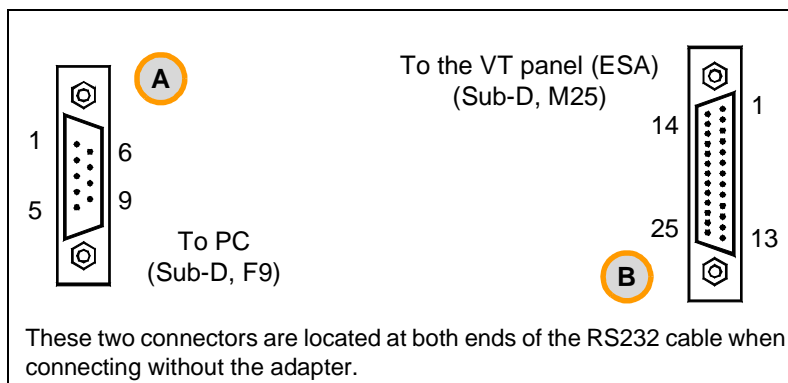 A
1
6
5
9
To PC
(Sub-D, F9)
To the VT panel (ESA)
(Sub-D, M25)
14
1
25
13
B
These two connectors are located at both ends of the RS232 cable when
connecting without the adapter.